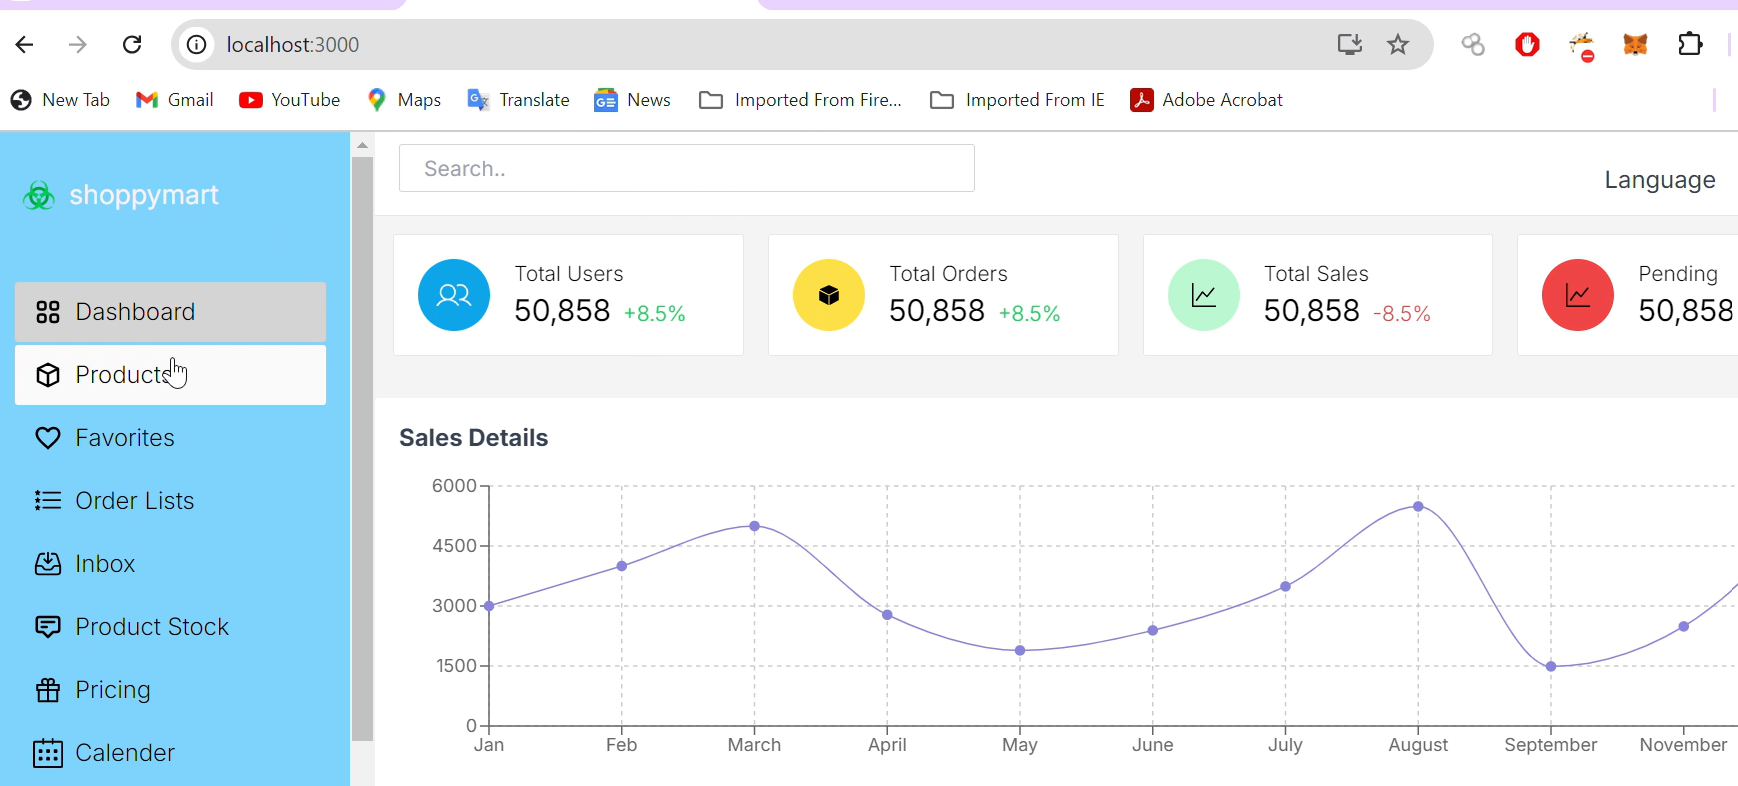 localhost:3000
New Tab Gmail YouTube Maps Translate News Imported From Fire... Imported From IE Adobe Acrobat
shoppymart
Dashboard
Products
Favorites
Order Lists
Inbox
Product Stock
Pricing
Calender
Search..
Language
Total Users
50,858 +8.5%
Total Orders
50,858 +8.5%
Total Sales
50,858 -8.5%
Pending
50,858
Sales Details
6000
4500
3000
1500
0
Jan Feb March April May June July August September November